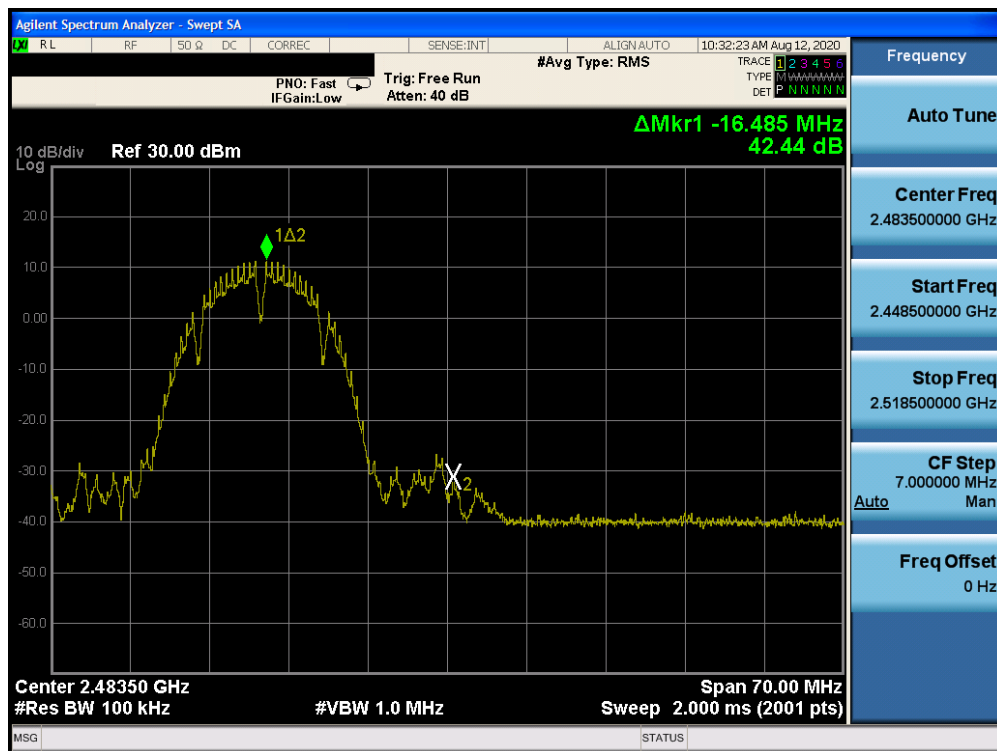 Agilent Spectrum Analyzer - Swept SA
LXI RL RF 50 Ω DC CORREC SENSE:INT ALIGN AUTO 10:32:23 AM Aug 12, 2020
#Avg Type: RMS TRACE 1 2 3 4 5 6
PNO: Fast Trig: Free Run TYPE MWWWWW
IFGain:Low Atten: 40 dB DET P N N N N N
ΔMkr1 -16.485 MHz
42.44 dB
10 dB/div Ref 30.00 dBm
Log
20.0
1Δ2
10.0
0.00
-10.0
-20.0
-30.0
X2
-40.0
-50.0
-60.0
Center 2.48350 GHz Span 70.00 MHz
#Res BW 100 kHz #VBW 1.0 MHz Sweep 2.000 ms (2001 pts)
MSG STATUS
Frequency
Auto Tune
Center Freq
2.483500000 GHz
Start Freq
2.448500000 GHz
Stop Freq
2.518500000 GHz
CF Step
7.000000 MHz
Auto Man
Freq Offset
0 Hz